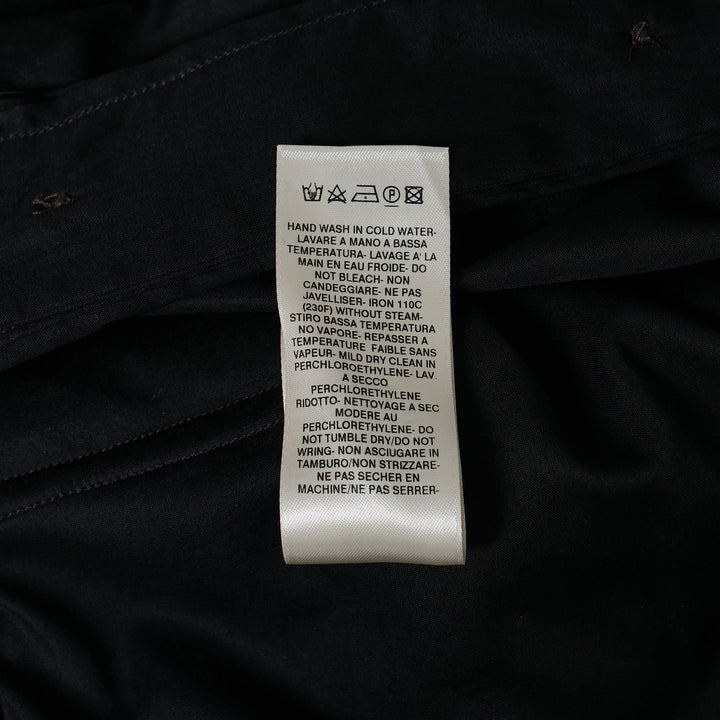 HAND WASH IN COLD WATER-
LAVARE A MANO A BASSA
TEMPERATURA- LAVAGE A' LA
MAIN EN EAU FROIDE- DO
NOT BLEACH- NON
CANDEGGIARE- NE PAS
JAVELLISER- IRON 110C
(230F) WITHOUT STEAM-
STIRO BASSA TEMPERATURA
NO VAPORE- REPASSER A
TEMPERATURE FAIBLE SANS
VAPEUR- MILD DRY CLEAN IN
PERCHLOROETHYLENE- LAV.
A SECCO
PERCHLORETHYLENE
RIDOTTO- NETTOYAGE A SEC
MODERE AU
PERCHLORETHYLENE- DO
NOT TUMBLE DRY/DO NOT
WRING- NON ASCIUGARE IN
TAMBURO/NON STRIZZARE-
NE PAS SECHER EN
MACHINE/NE PAS SERRER-